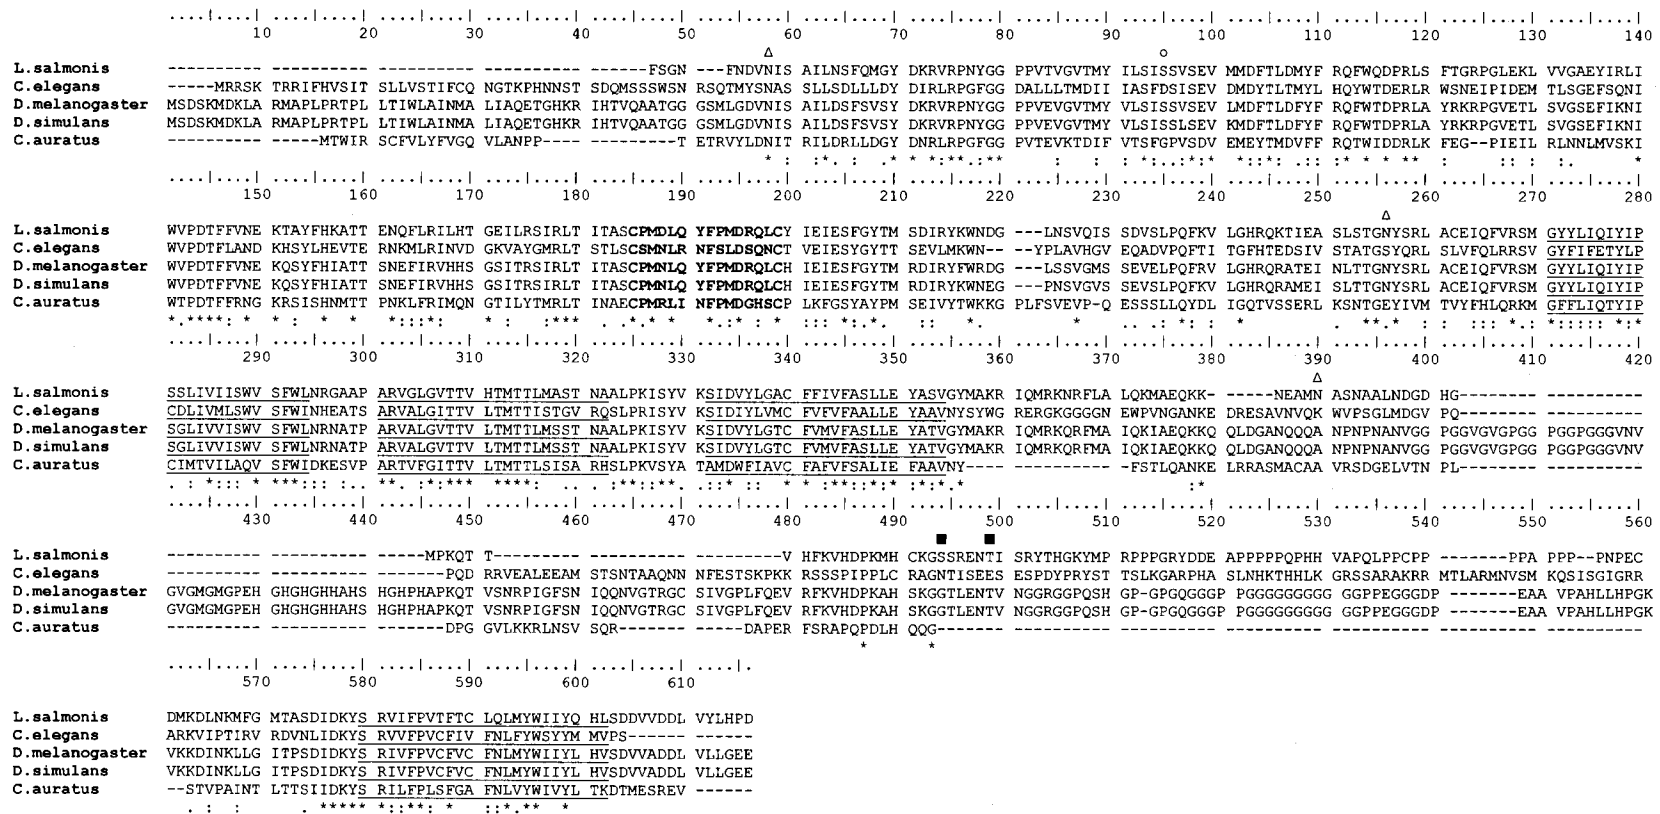 10 20 30 40 50 60 70 80 90 100 110 120 130 140
L.salmonis ---------- ---------- ---------- ---------- -----FSGN ---FNDVNIS AILNSFQMGY DKRVRPNYGG PPVTVGVTMY ILSISSVSEV MMDFTLDMYF RQFWQDPRLS FTGRPGLEKL VVGAEYIRLI
C.elegans -----MRRSK TRRIFHVSIT SLLVSTIFCQ NGTKPHNNST SDQMSSSWSN RSQTMYSNAS SLLSDLLLDY DIRLRPGFGG DALLLTMDII IASFDSISEV DMDYTLTMYL HQYWTDERLR WSNEIPIDEM TLSGEFSQNI
D.melanogaster MSDSKMDKLA RMAPLPRTPL LTIWLAINMA LIAQETGHKR IHTVQAATGG GSMLGDVNIS AILDSFSVSY DKRVRPNYGG PPVEVGVTMY VLSISSLSEV KMDFTLDFYF RQFWTDPRLA YRKRPGVETL SVGSEFIKNI
D.simulans MSDSKMDKLA RMAPLPRTPL LTIWLAINMA LIAQETGHKR IHTVQAATGG GSMLGDVNIS AILDSFSVSY DKRVRPNYGG PPVEVGVTMY VLSISSLSEV KMDFTLDFYF RQFWTDPRLA YRKRPGVETL SVGSEFIKNI
C.auratus ---------- ----MTWIR SCFVLYFVGQ VLANPP---- ---------T ETRVYLDNIT RILDRLLDGY DNRLRPGFGG PVTEVKTDIF VTSFGPVSDV EMEYTMDVFF RQTWIDDRLK FEG--PIEIL RLNNLMVSKI
150 160 170 180 190 200 210 220 230 240 250 260 270 280
L.salmonis WVPDTFFVNE KTAYFHKATT ENQFLRILHT GEILRSIRLT ITASCPMDLQ YFPMDRQLCY IEIESFGYTM SDEVLRYKWNDG ---LNSVQIS SDVSLPQFKV LGHRQKTIEA SLSTGNYSRL ACEIQFVRSM GYYLIQIYIP
C.elegans WVPDTFLAND KHSYLHEVTE RNKMLRINVD GKVAYGMRLT STLSCSMNLR NFSLDSQNCT VEIESYGYTT SEVLMKWN--YPLAVHGV EQADVPQFTI TGFHTEDSIV STATGSYQRL SLVFQLRRSV GYFIFETYLP
D.melanogaster WVPDTFFVNE KQSYFHIATT SNEFIRVHHS GSITRSIRLT ITASCPMNLQ YFPMDRQLCH IEIESFGYTM RDIRYFWRDG ---LSSVGMS SEVELPQFRV LGHRQRATEI NLTTGNYSRL ACEIQFVRSM GYYLIQIYIP
D.simulans WVPDTFFVNE KQSYFHIATT SNEFIRVHHS GSITRSIRLT ITASCPMNLQ YFPMDRQLCH IEIESFGYTM RDIRYKWNEG ---PNSVGVS SEVSLPQFKV LGHRQRAMEI SLTTGNYSRL ACEIQFVRSM GYYLIQIYIP
C.auratus WTPDTFFRNG KRSISHNMTT PNKLFRIMQN GTILYTMRLT INAECPMRLI NFPMDGHSCP LKFGSYAYPM SEIVYTWKKG PLFSVEVP-Q ESSSLLQYDL IGQTVSSERL KSNTGEYIVM TVYFHLQRKM GFFLIQTYIP
290 300 310 320 330 340 350 360 370 380 390 400 410 420
L.salmonis SSLIVIISWV SFWLNRGAAP ARVGLGVTTV HTMTTLMAST NAALPKISYV KSIDVYLGAC FFIVFASLLE YASVGYMAKR IQMRKNRFLA LQKMAEQKK- -----NEAMN ASNAALNDGD HG--------
C.elegans CDLIVMLSWV SFWINHEATS ARVALGITTV LTMTTISTGV RQSLPRISYV KSIDIYLVMC FVFVFAALLE YAAVNYSYWG RERGKGGGGN EWPVNGANKE DRESAVNVQK WVPSGLMDGV PQ--------
D.melanogaster SGLIVVISWV SFWLNRNATP ARVALGVTTV LTMTTLMSST NAALPKISYV KSIDVYLGTC FVMVFASLLE YATVGYMAKR IQMRKQRFMA IQKIAEQKKQ QLDGANQQQA NPNPNANVGG PGGVGVGPGG PGGPGGGVNV
D.simulans SGLIVVISWV SFWLNRNATP ARVALGVTTV LTMTTLMSST NAALPKISYV KSIDVYLGTC FVMVFASLLE YATVGYMAKR IQMRKQRFMA IQKIAEQKKQ QLDGANQQQA NPNPNANVGG PGGVGVGPGG PGGPGGGVNV
C.auratus CIMTVILAQV SFWIDKESVP ARTVFGITTV LTMTTLSISA RHSLPKVSYA TAMDWFIAVC FAFVFSALIE FAAVNY---- ---------- --FSTLQANKE LRRASMACAA VRSDGELVTN PL--------
430 440 450 460 470 480 490 500 510 520 530 540 550 560
L.salmonis ---------- ---------- ----MPKQT T--------- ---------- ---------V HFKVHDPKMH CKGSSRENTI SRYTHGKYMP RPPPGRYDDE APPPPPQPHH VAPQLPPCPP -------PPA PPP--PNPEC
C.elegans ---------- ---------- -------PQD RRVEALEEAM STSNTAAQNN NFESTSKPKK RSSSPIPPLC RAGNTISEES ESPDYPRYST TSLKGARPHA SLNHKTHHLK GRSSARAKRR MTLARMNVSM KQSISGIGRR
D.melanogaster GVGMGMGPEH GHGHGHHAHS HGHPHAPKQT VSNRPIGFSN IQQNVGTRGC SIVGPLFQEV RFKVHDPKAH SKGGTLENTV NGGRGGPQSH GP-GPGQGGGP PGGGGGGGGG GGPPEGGGDP -------EAA VPAHLLHPGK
D.simulans GVGMGMGPEH GHGHGHHAHS HGHPHAPKQT VSNRPIGFSN IQQNVGTRGC SIVGPLFQEV RFKVHDPKAH SKGGTLENTV NGGRGGPQSH GP-GPGQGGGP PGGGGGGGGG GGPPEGGGDP -------EAA VPAHLLHPGK
C.auratus ---------- ---------- -------DPG GVLKKRLNSV SQR------- -----DAPER FSRAPQPDLH QQG------- ---------- ---------- ---------- ---------- ---------- ----------
570 580 590 600 610
L.salmonis DMKDLNKMFG MTASDIDKYS RVIFPVTFTC LQLMYWIIYQ HLSDDVVDDL VYLHPD
C.elegans ARKVIPTIRV RDVNLIDKYS RVVFPVCFIV FNLFYWSYYM MVPS------
D.melanogaster VKKDINKLLG ITPSDIDKYS RIVFPVCFVC FNLMYWIIYL HVSDVVADDL VLLGEE
D.simulans VKKDINKLLG ITPSDIDKYS RIVFPVCFVC FNLMYWIIYL HVSDVVADDL VLLGEE
C.auratus --STVPAINT LTTSIIDKYS RILFPLSFGA FNLVYWIVYL TKDTMESREV ------